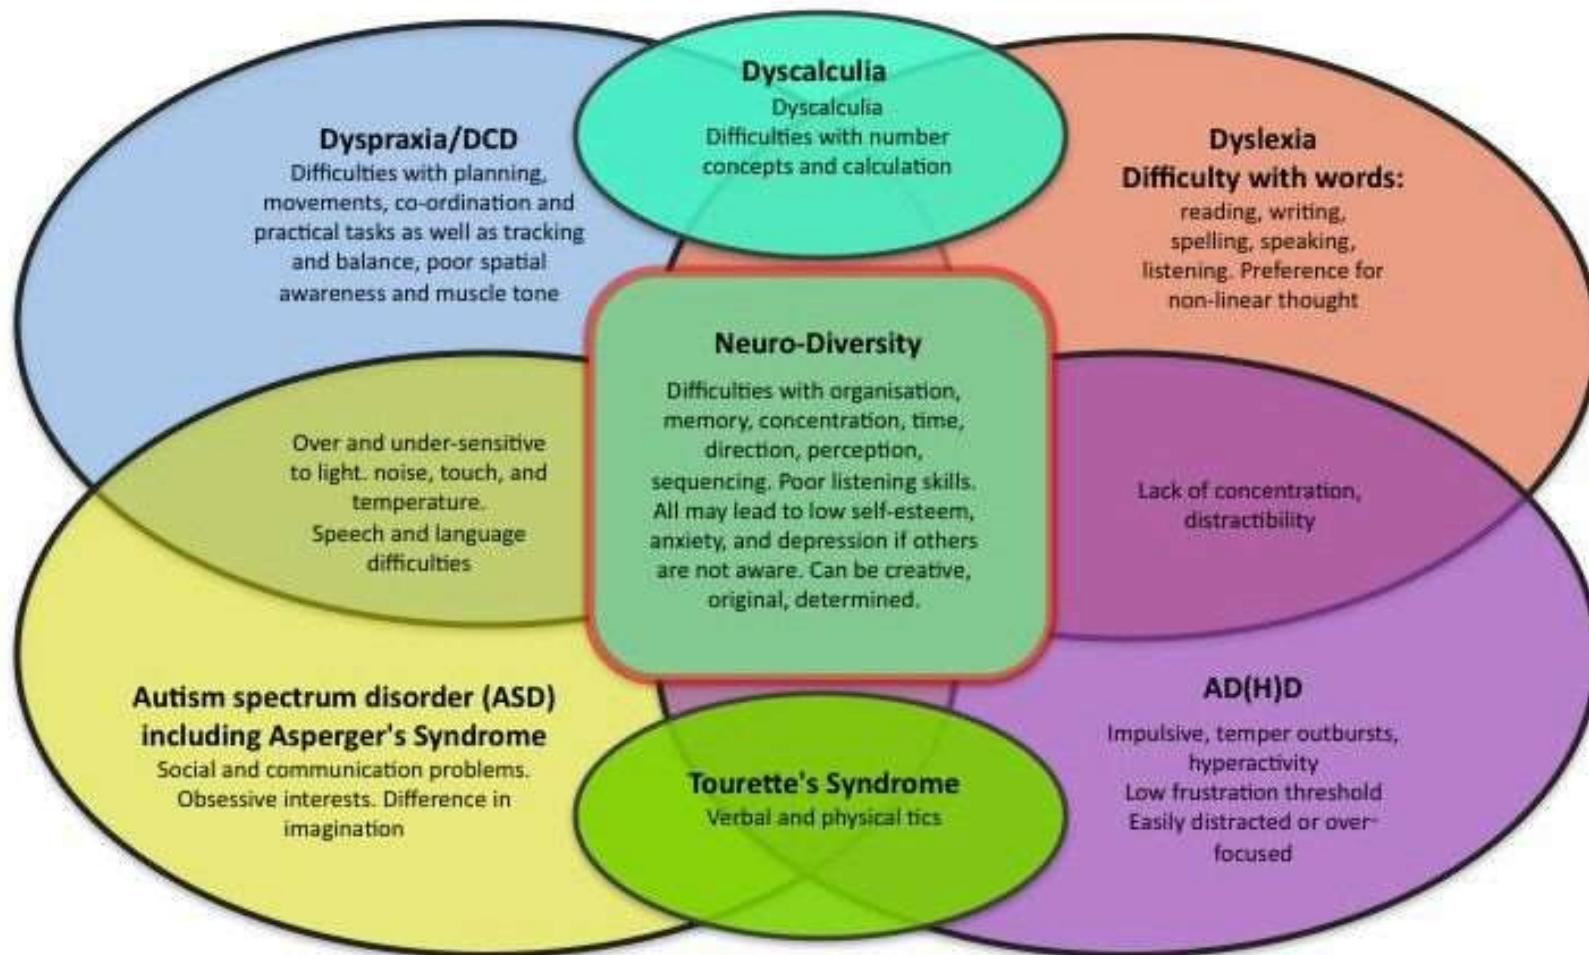 Dyscalculia
Dyscalculia
Difficulties with number
concepts and calculation
Dyspraxia/DCD
Difficulties with planning,
movements, co-ordination and
practical tasks as well as tracking
and balance, poor spatial
awareness and muscle tone
Dyslexia
Difficulty with words:
reading, writing,
spelling, speaking,
listening. Preference for
non-linear thought
Neuro-Diversity
Difficulties with organisation,
memory, concentration, time,
direction, perception,
sequencing. Poor listening skills.
All may lead to low self-esteem,
anxiety, and depression if others
are not aware. Can be creative,
original, determined.
Over and under-sensitive
to light. noise, touch, and
temperature.
Speech and language
difficulties
Lack of concentration,
distractibility
Autism spectrum disorder (ASD)
including Asperger's Syndrome
Social and communication problems.
Obsessive interests. Difference in
imagination
Tourette's Syndrome
Verbal and physical tics
AD(H)D
Impulsive, temper outbursts,
hyperactivity
Low frustration threshold
Easily distracted or over-
focused